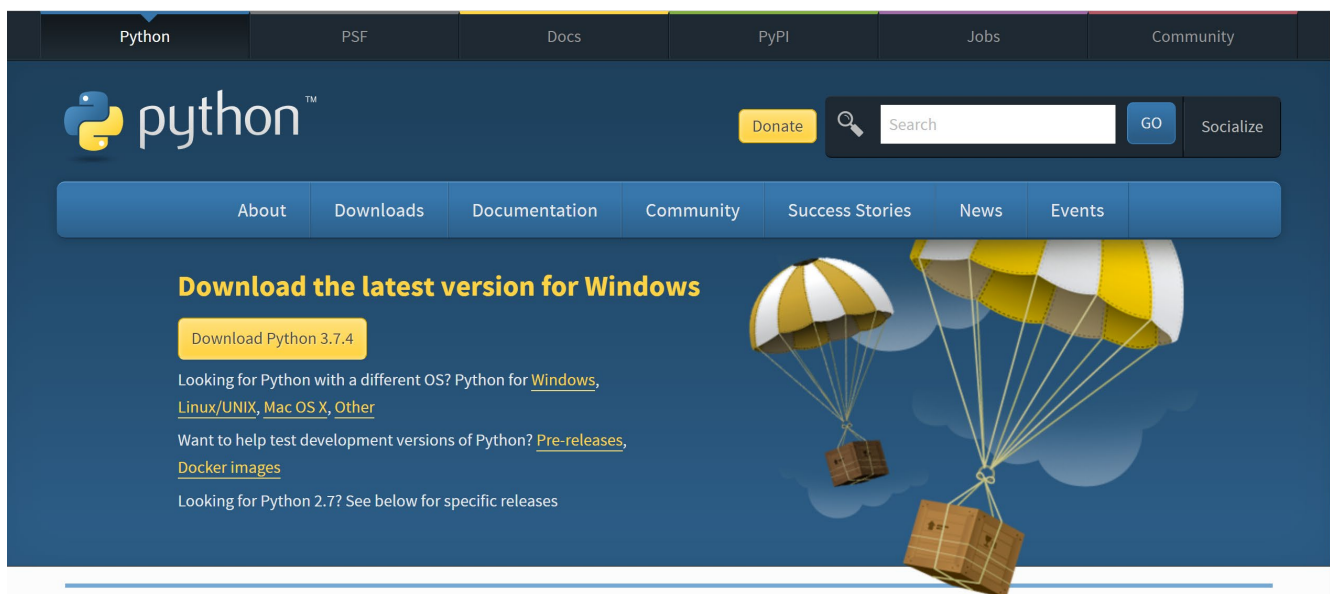 Python PSF Docs PyPI Jobs Community
python™
Donate Search GO Socialize
About Downloads Documentation Community Success Stories News Events
Download the latest version for Windows
Download Python 3.7.4
Looking for Python with a different OS? Python for Windows,
Linux/UNIX, Mac OS X, Other
Want to help test development versions of Python? Pre-releases,
Docker images
Looking for Python 2.7? See below for specific releases